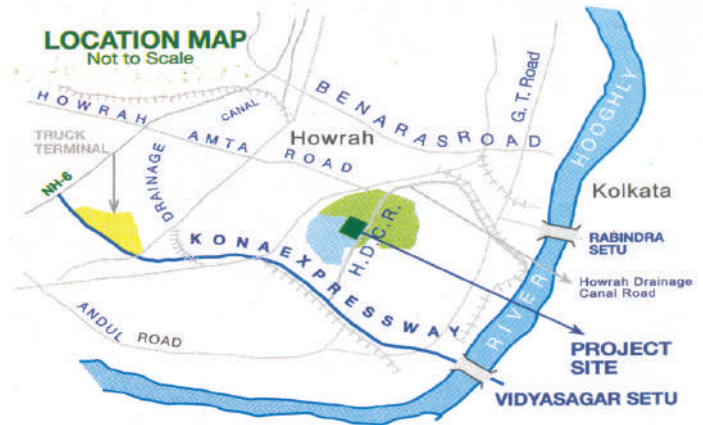 LOCATION MAP
Not to Scale
HOWRAH AMTA ROAD
CANAL
BENARAS ROAD
G.T. Road
HOOGHLY
TRUCK
TERMINAL
Howrah
NH-6
DRAINAGE
Kolkata
H.D.C.R.
RABINDRA
SETU
KONA EXPRESSWAY
Howrah Drainage
Canal Road
RIVER
ANDUL ROAD
PROJECT
SITE
VIDYASAGAR SETU